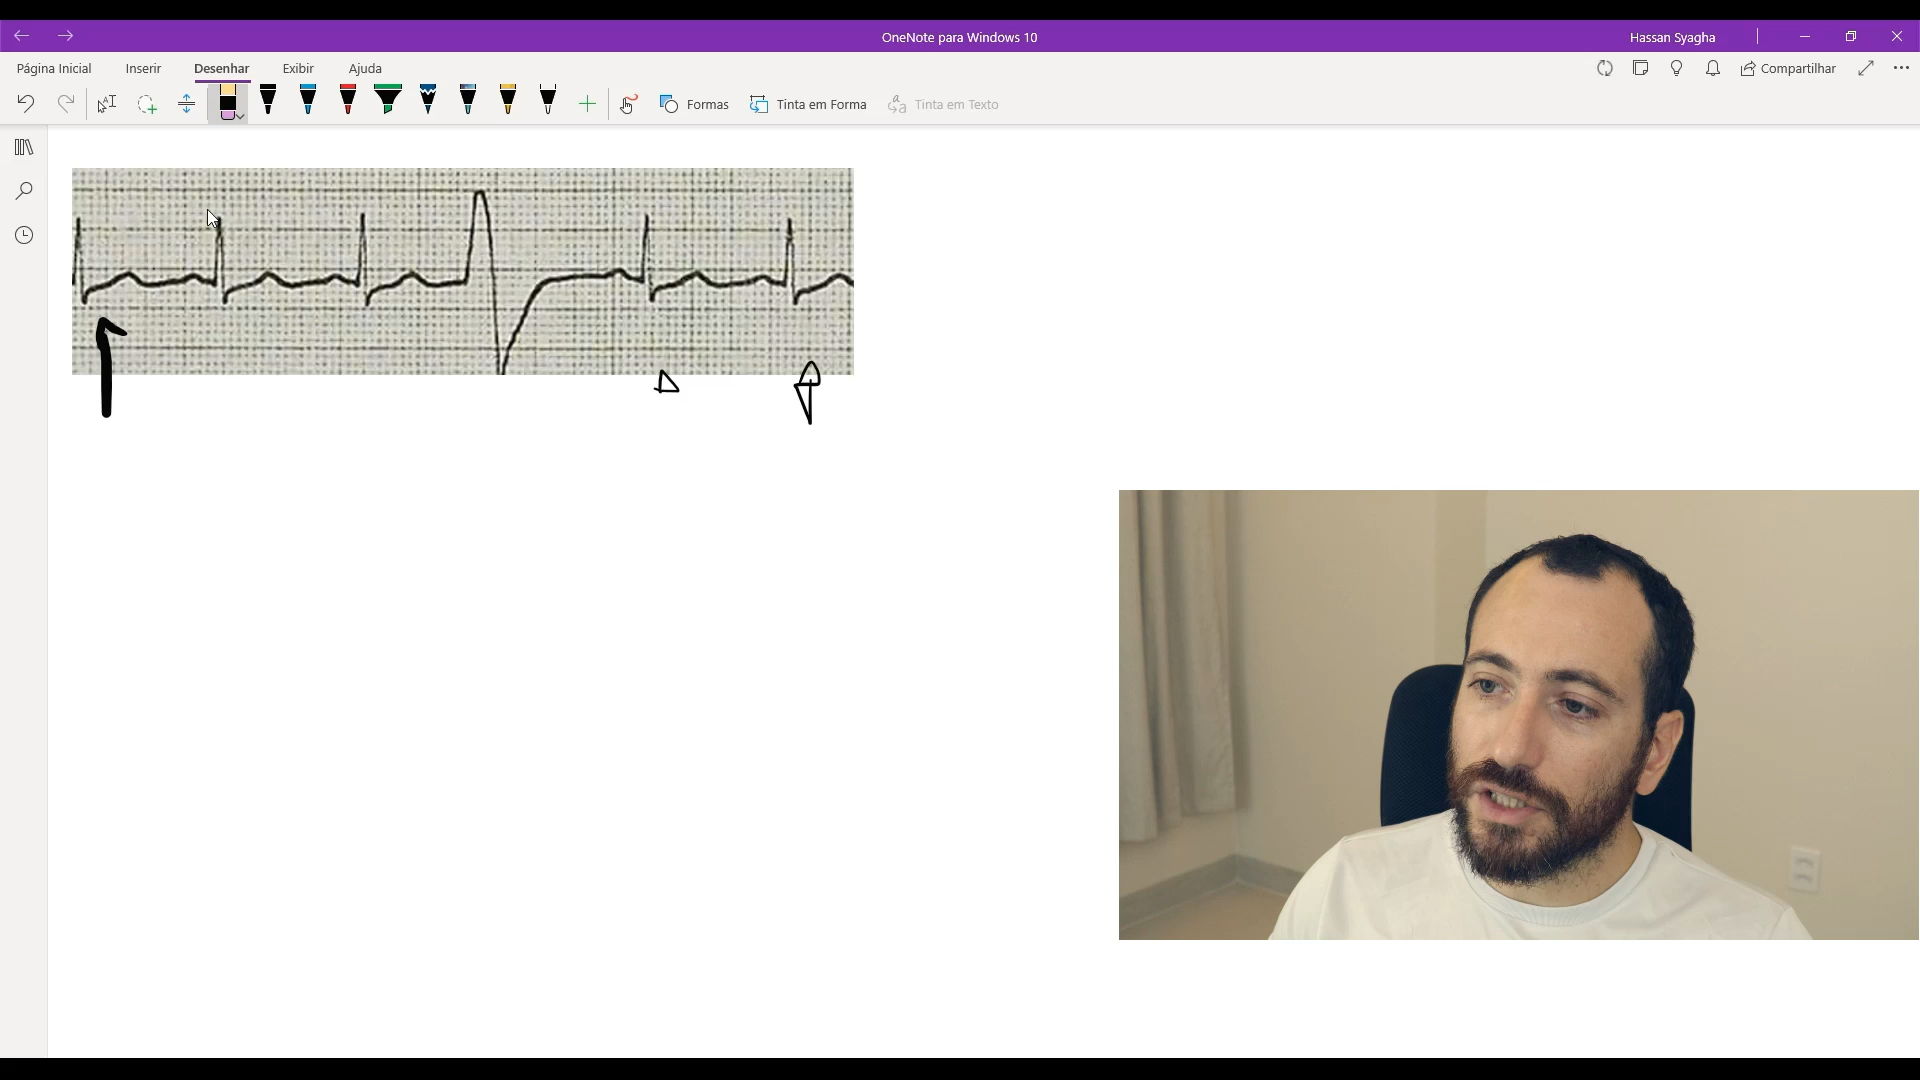 OneNote para Windows 10
Hassan Syagha
Página Inicial Inserir Desenhar Exibir Ajuda
Compartilhar
Formas Tinta em Forma Tinta em Texto